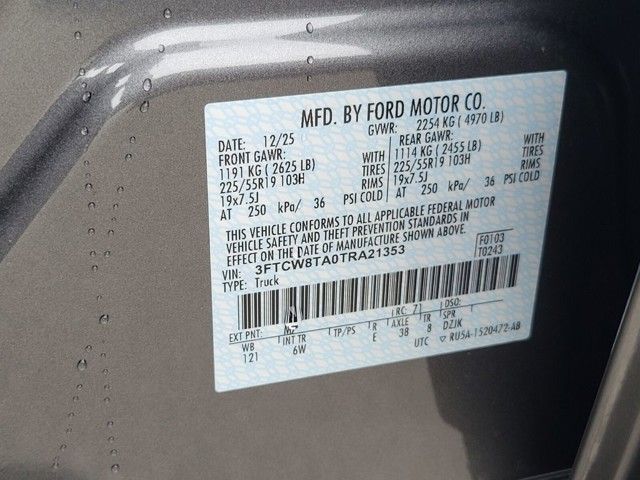 MFD. BY FORD MOTOR CO.
DATE: 12/25 GVWR: 2254 KG ( 4970 LB)
FRONT GAWR: REAR GAWR:
1191 KG ( 2625 LB) WITH 1114 KG ( 2455 LB) WITH
225/55R19 103H TIRES 225/55R19 103H TIRES
19x7.5J RIMS 19x7.5J RIMS
AT 250 kPa/ 36 PSI COLD AT 250 kPa/ 36 PSI COLD
THIS VEHICLE CONFORMS TO ALL APPLICABLE FEDERAL MOTOR
VEHICLE SAFETY AND THEFT PREVENTION STANDARDS IN
EFFECT ON THE DATE OF MANUFACTURE SHOWN ABOVE.
VIN: 3FTCW8TA0TRA21353 F0103
TYPE: Truck T0243
EXT PNT: RC: 71 DSO:
WB INT TR TP/PS R AXLE TR SPR
121 6W E 38 8 DZJK
UTC ▽ RU5A-1520472-AB